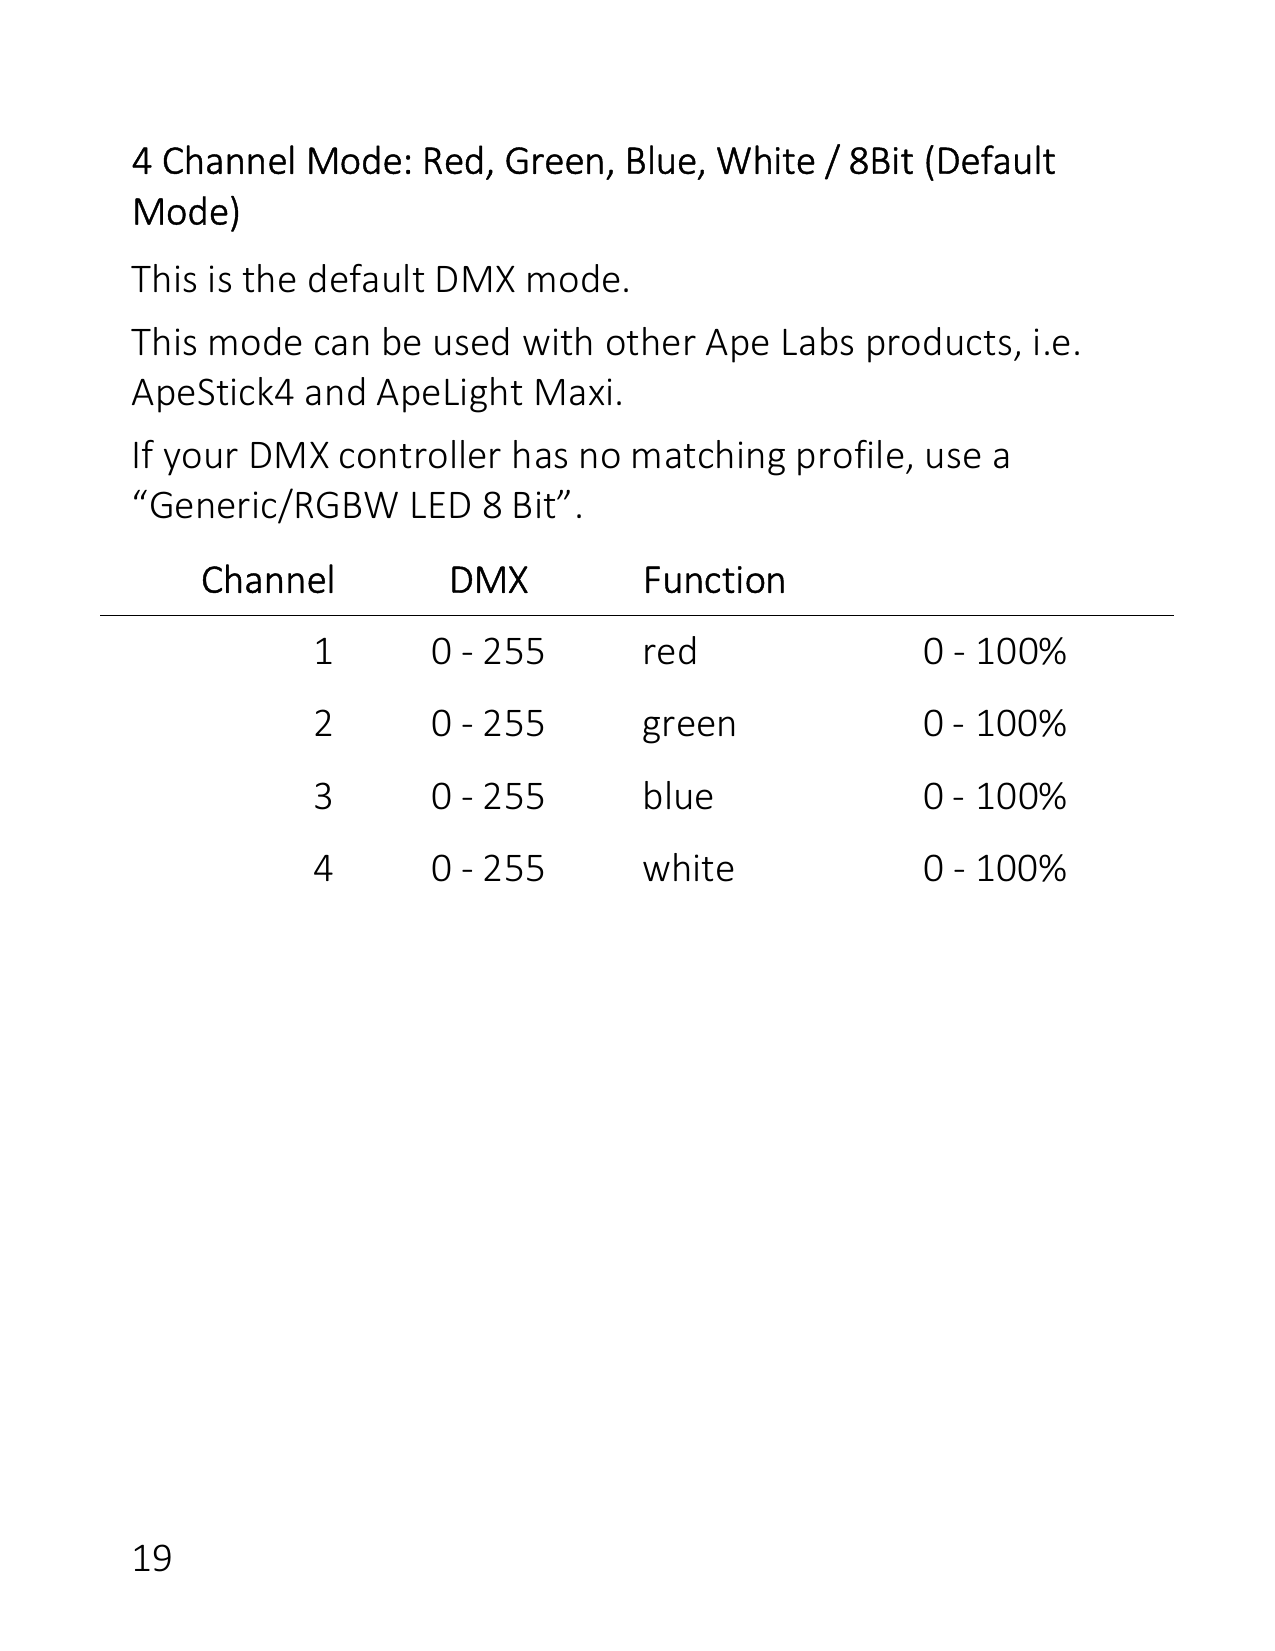 4 Channel Mode: Red, Green, Blue, White / 8Bit (Default
Mode)
This is the default DMX mode.
This mode can be used with other Ape Labs products, i.e.
ApeStick4 and ApeLight Maxi.
If your DMX controller has no matching profile, use a
“Generic/RGBW LED 8 Bit”.
Channel DMX Function
1 0 - 255 red 0 - 100%
2 0 - 255 green 0 - 100%
3 0 - 255 blue 0 - 100%
4 0 - 255 white 0 - 100%
19